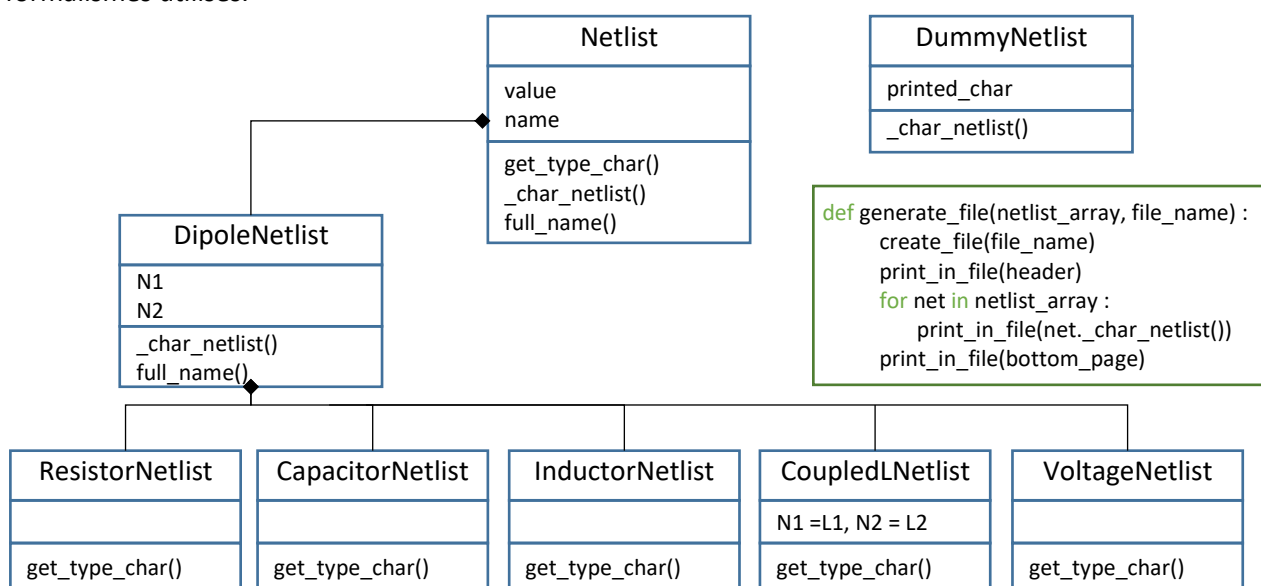 formalismes utilisés.
Netlist
value
name
get_type_char()
_char_netlist()
full_name()
DummyNetlist
printed_char
_char_netlist()
def generate_file(netlist_array, file_name) :
create_file(file_name)
print_in_file(header)
for net in netlist_array :
print_in_file(net._char_netlist())
print_in_file(bottom_page)
DipoleNetlist
N1
N2
_char_netlist()
full_name()
ResistorNetlist
get_type_char()
CapacitorNetlist
get_type_char()
InductorNetlist
get_type_char()
CoupledLNetlist
N1 =L1, N2 = L2
get_type_char()
VoltageNetlist
get_type_char()